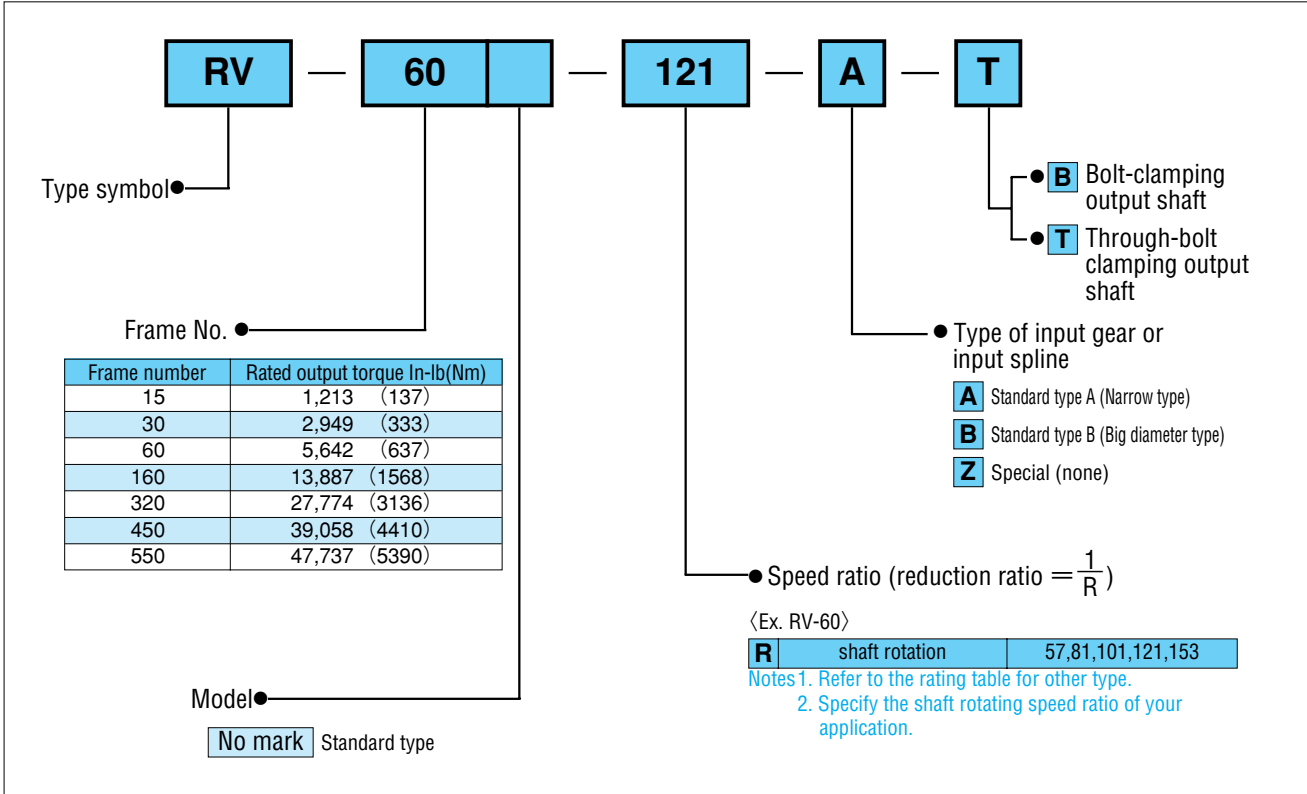 RV — 60 — 121 — A — T
Type symbol
B Bolt-clamping
output shaft
T Through-bolt
clamping output
shaft
Frame No.
Frame number Rated output torque In-lb(Nm)
15 1,213 (137)
30 2,949 (333)
60 5,642 (637)
160 13,887 (1568)
320 27,774 (3136)
450 39,058 (4410)
550 47,737 (5390)
Type of input gear or
input spline
A Standard type A (Narrow type)
B Standard type B (Big diameter type)
Z Special (none)
Speed ratio (reduction ratio = 1/R)
〈Ex. RV-60〉
R shaft rotation 57,81,101,121,153
Notes 1. Refer to the rating table for other type.
2. Specify the shaft rotating speed ratio of your
application.
Model
No mark Standard type